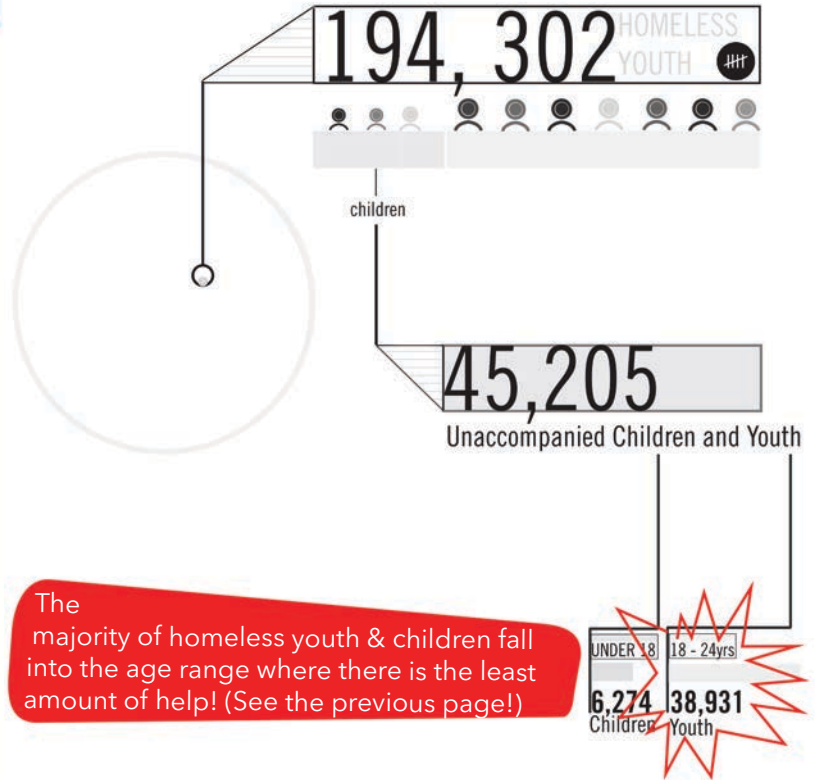 194, 302
HOMELESS
YOUTH
children
45,205
Unaccompanied Children and Youth
The
majority of homeless youth & children fall
into the age range where there is the least
amount of help! (See the previous page!)
UNDER 18
6,274
Children
18 - 24yrs
38,931
Youth